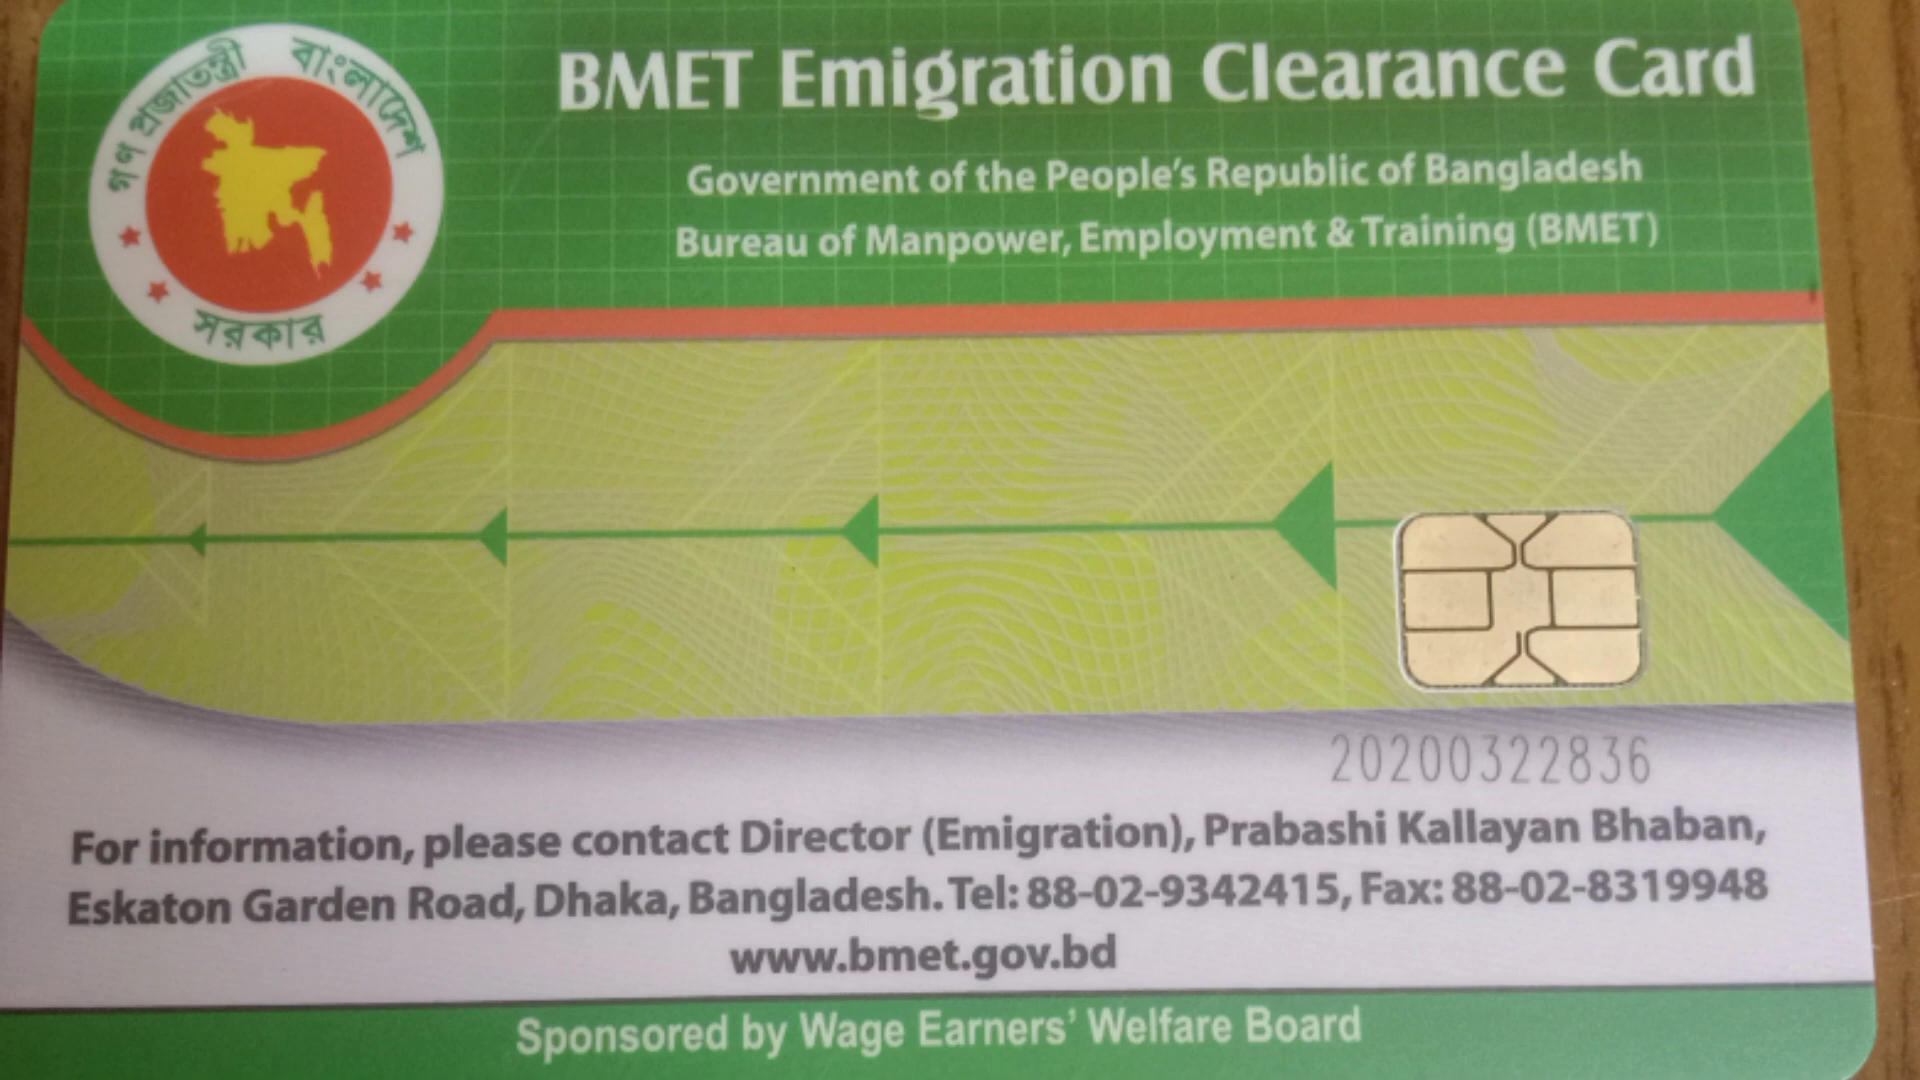 গণ প্রজাতন্ত্রী বাংলাদেশ
সরকার
BMET Emigration Clearance Card
Government of the People's Republic of Bangladesh
Bureau of Manpower, Employment & Training (BMET)
20200322836
For information, please contact Director (Emigration), Prabashi Kallayan Bhaban,
Eskaton Garden Road, Dhaka, Bangladesh. Tel: 88-02-9342415, Fax: 88-02-8319948
www.bmet.gov.bd
Sponsored by Wage Earners' Welfare Board